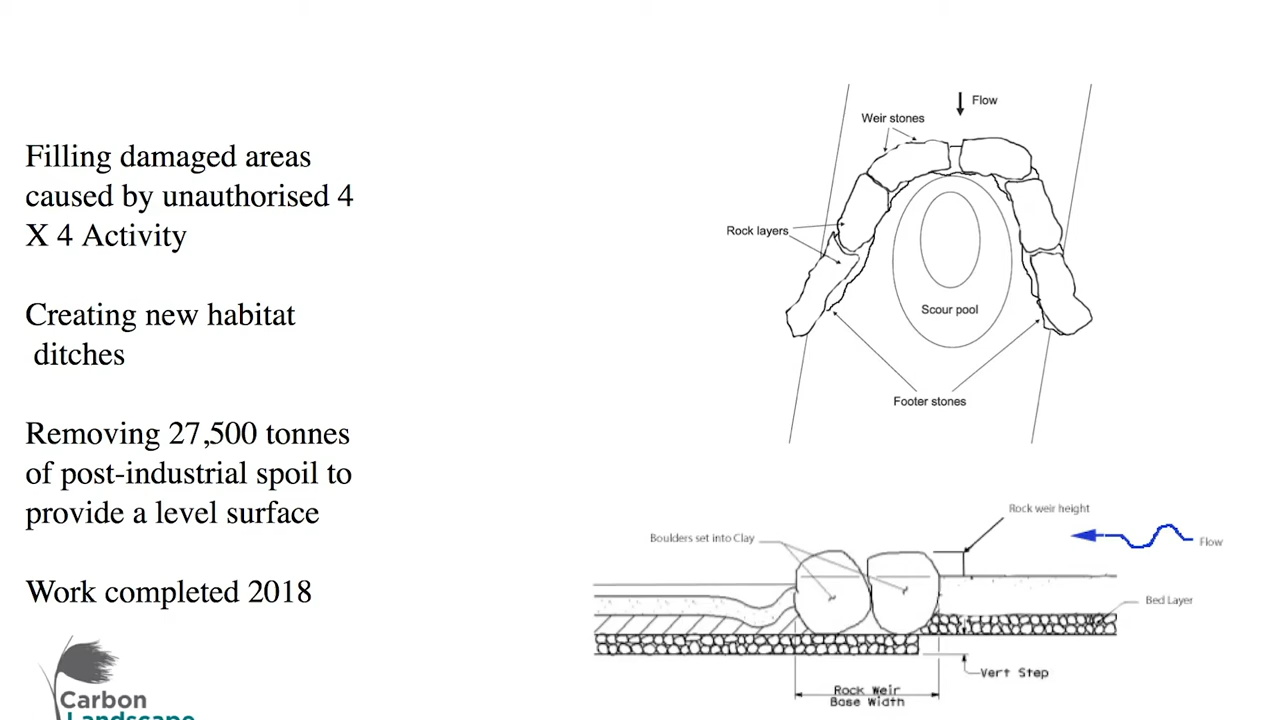 Filling damaged areas
caused by unauthorised 4
X 4 Activity
Creating new habitat
ditches
Removing 27,500 tonnes
of post-industrial spoil to
provide a level surface
Work completed 2018
Carbon
Landscape
Flow
Weir stones
Rock layers
Scour pool
Footer stones
Rock weir height
Boulders set into Clay
Flow
Bed Layer
Vert Step
Rock Weir
Base Width